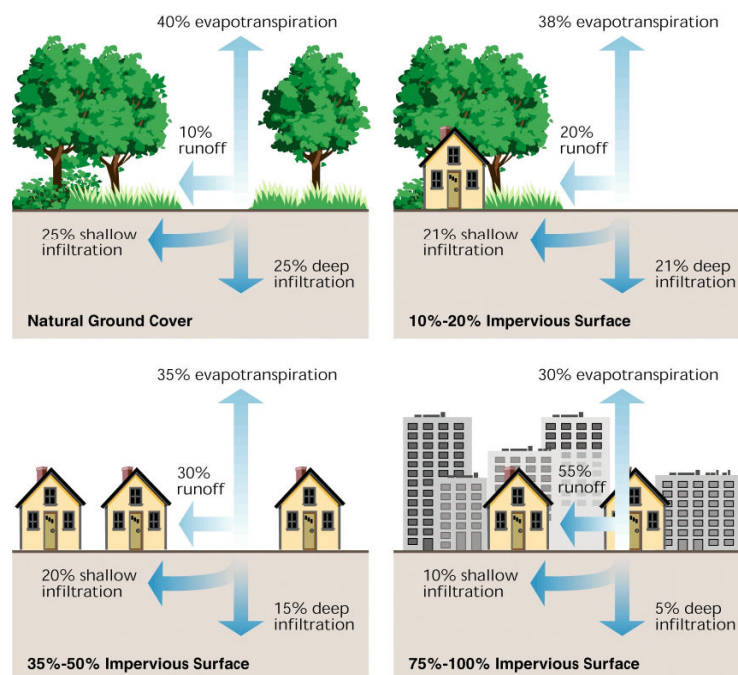 40% evapotranspiration
10%
runoff
25% shallow
infiltration
25% deep
infiltration
Natural Ground Cover
38% evapotranspiration
20%
runoff
21% shallow
infiltration
21% deep
infiltration
10%-20% Impervious Surface
35% evapotranspiration
30%
runoff
20% shallow
infiltration
15% deep
infiltration
35%-50% Impervious Surface
30% evapotranspiration
55%
runoff
10% shallow
infiltration
5% deep
infiltration
75%-100% Impervious Surface